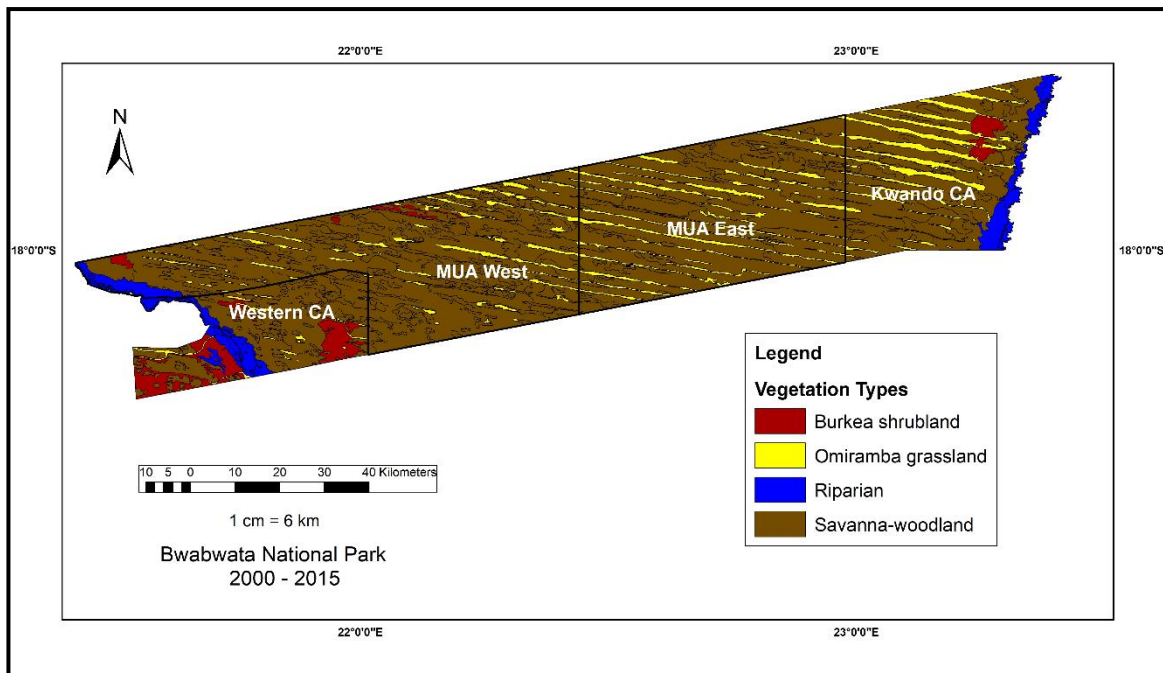 22°0'0"E 23°0'0"E
N
Kwando CA
18°0'0"S 18°0'0"S
MUA East
MUA West
Western CA
Legend
Vegetation Types
Burkea shrubland
Omiramba grassland
Riparian
Savanna-woodland
10 5 0 10 20 30 40 Kilometers
1 cm = 6 km
Bwabwata National Park
2000 - 2015
22°0'0"E 23°0'0"E